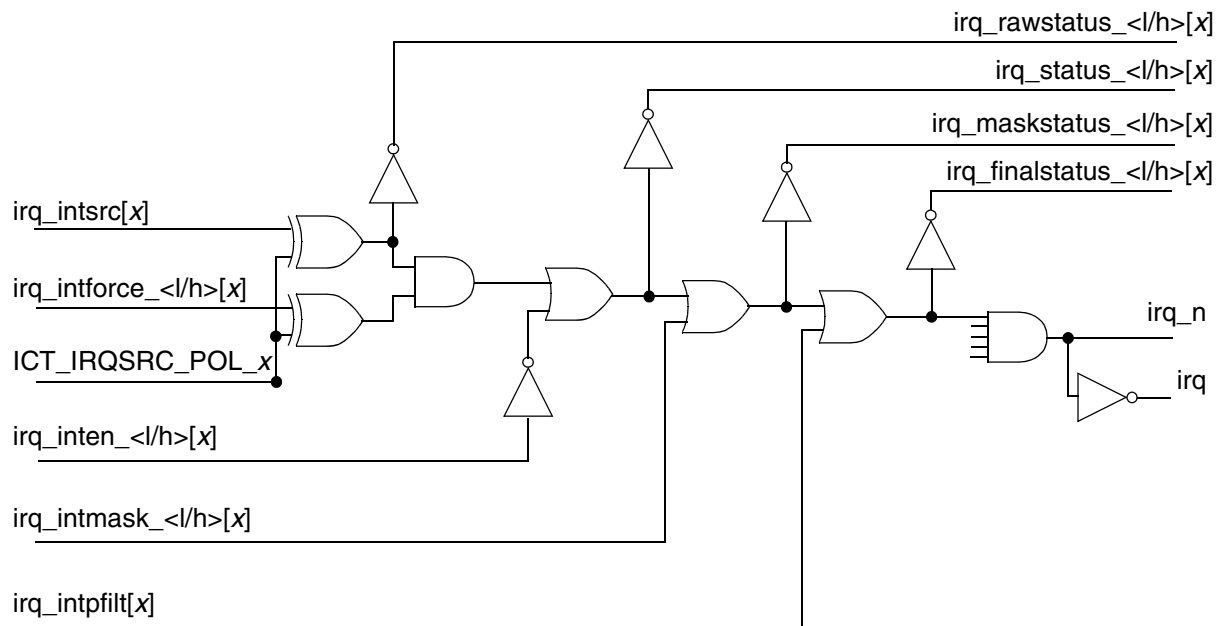 irq_rawstatus_<l/h>[x]
irq_status_<l/h>[x]
irq_maskstatus_<l/h>[x]
irq_finalstatus_<l/h>[x]
irq_intsrc[x]
irq_intforce_<l/h>[x]
irq_n
ICT_IRQSRC_POL_x
irq
irq_inten_<l/h>[x]
irq_intmask_<l/h>[x]
irq_intpfilt[x]